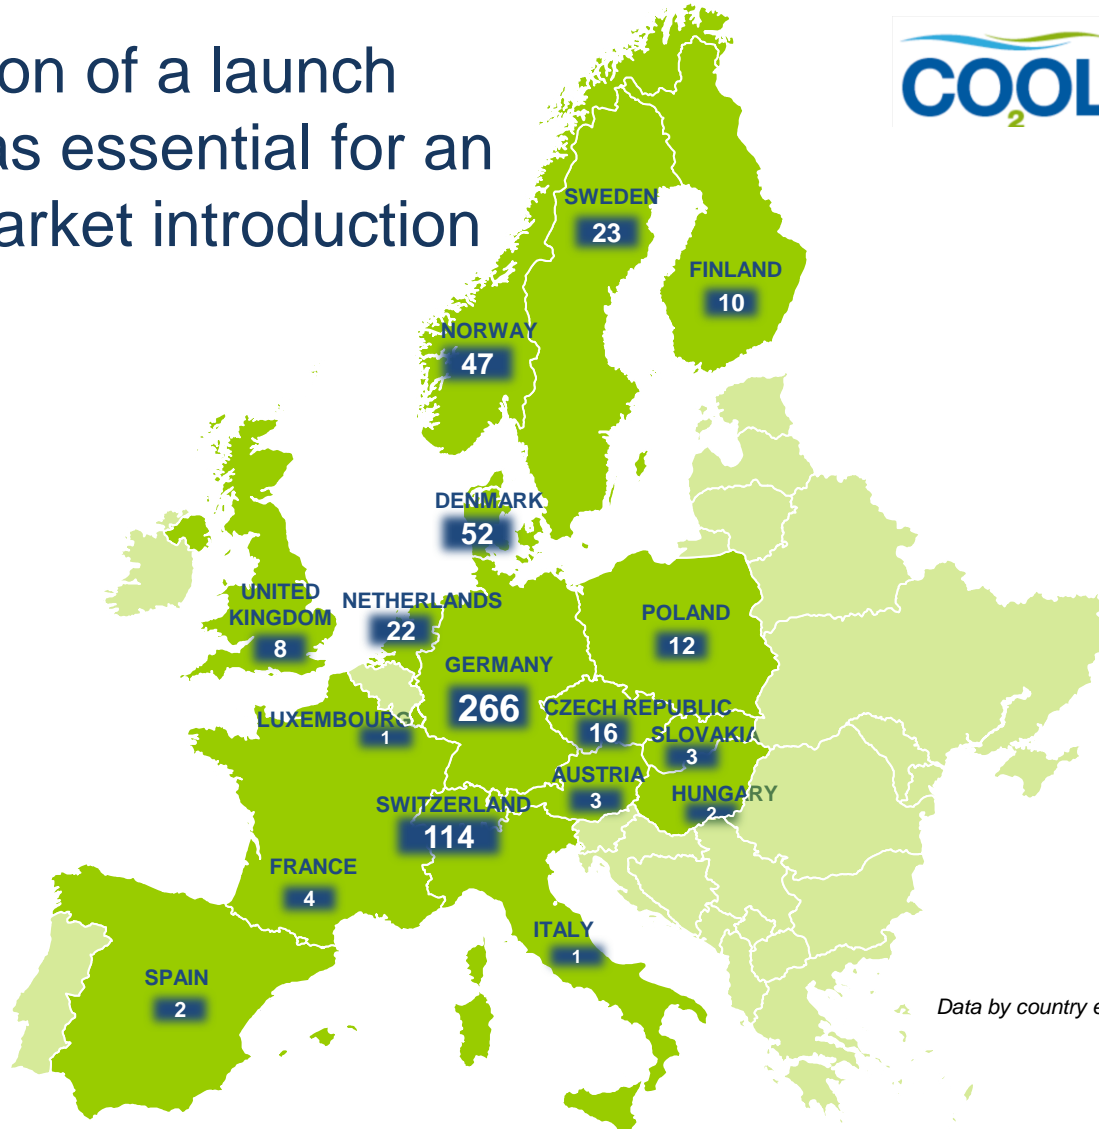 on of a launch
as essential for an
arket introduction
CO2OL
SWEDEN
23
FINLAND
10
NORWAY
47
DENMARK
52
UNITED
KINGDOM
8
NETHERLANDS
22
POLAND
12
GERMANY
266
CZECH REPUBLIC
16
LUXEMBOURG
1
SLOVAKIA
3
AUSTRIA
3
HUNGARY
2
SWITZERLAND
114
FRANCE
4
ITALY
1
SPAIN
2
Data by country e